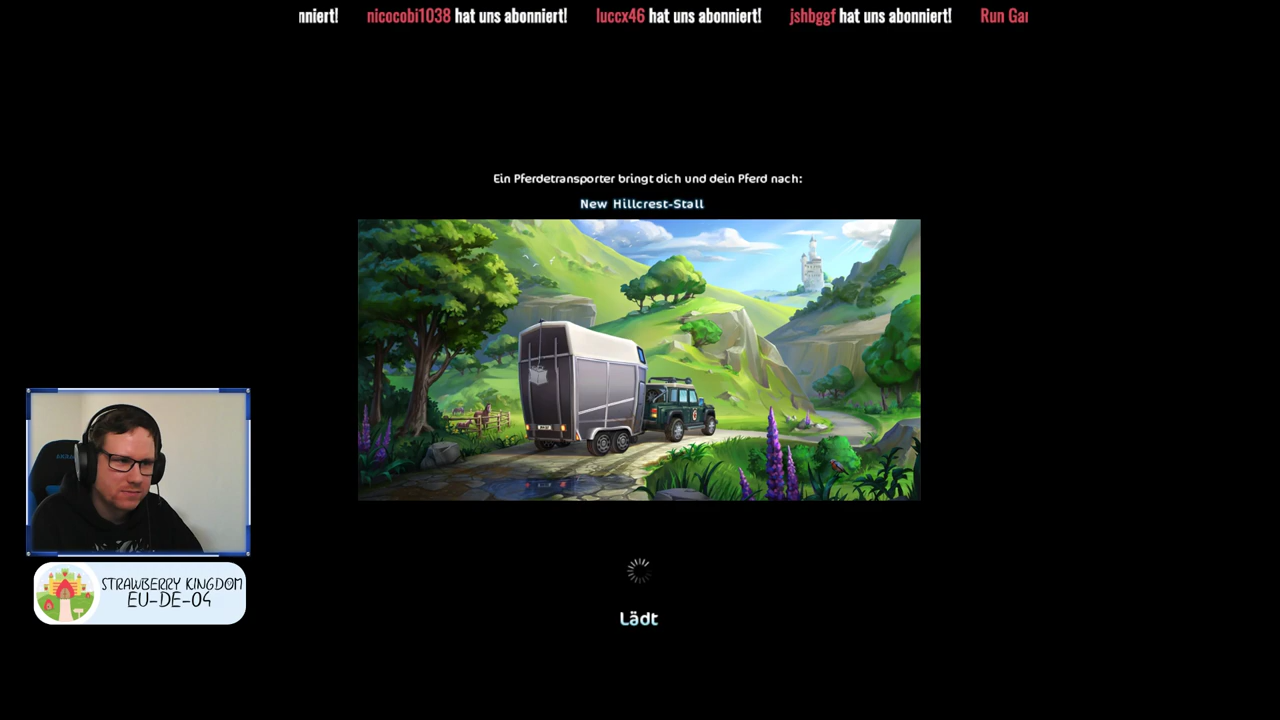 nniert! nicocobi1038 hat uns abonniert! luccx46 hat uns abonniert! jshbggf hat uns abonniert! Run Gar
Ein Pferdetransporter bringt dich und dein Pferd nach:
New Hillcrest-Stall
Lädt
STRAWBERRY KINGDOM
EU-DE-04